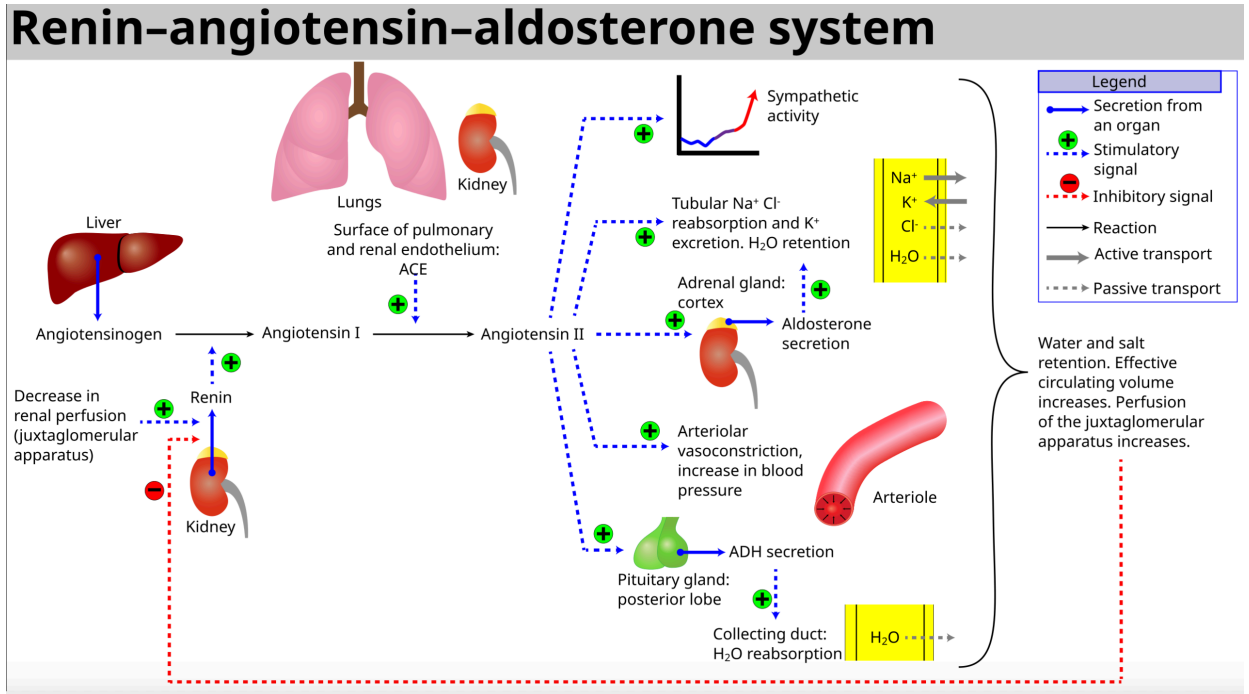 Renin–angiotensin–aldosterone system
Lungs
Kidney
Surface of pulmonary
and renal endothelium:
ACE
Liver
Angiotensinogen
Angiotensin I
Angiotensin II
Decrease in
renal perfusion
(juxtaglomerular
apparatus)
Renin
Kidney
Sympathetic
activity
Tubular Na⁺ Cl⁻
reabsorption and K⁺
excretion. H₂O retention
Adrenal gland:
cortex
Aldosterone
secretion
Arteriolar
vasoconstriction,
increase in blood
pressure
Arteriole
Pituitary gland:
posterior lobe
ADH secretion
Collecting duct:
H₂O reabsorption
H₂O
Na⁺
K⁺
Cl⁻
H₂O
Legend
Secretion from
an organ
Stimulatory
signal
Inhibitory signal
Reaction
Active transport
Passive transport
Water and salt
retention. Effective
circulating volume
increases. Perfusion
of the juxtaglomerular
apparatus increases.